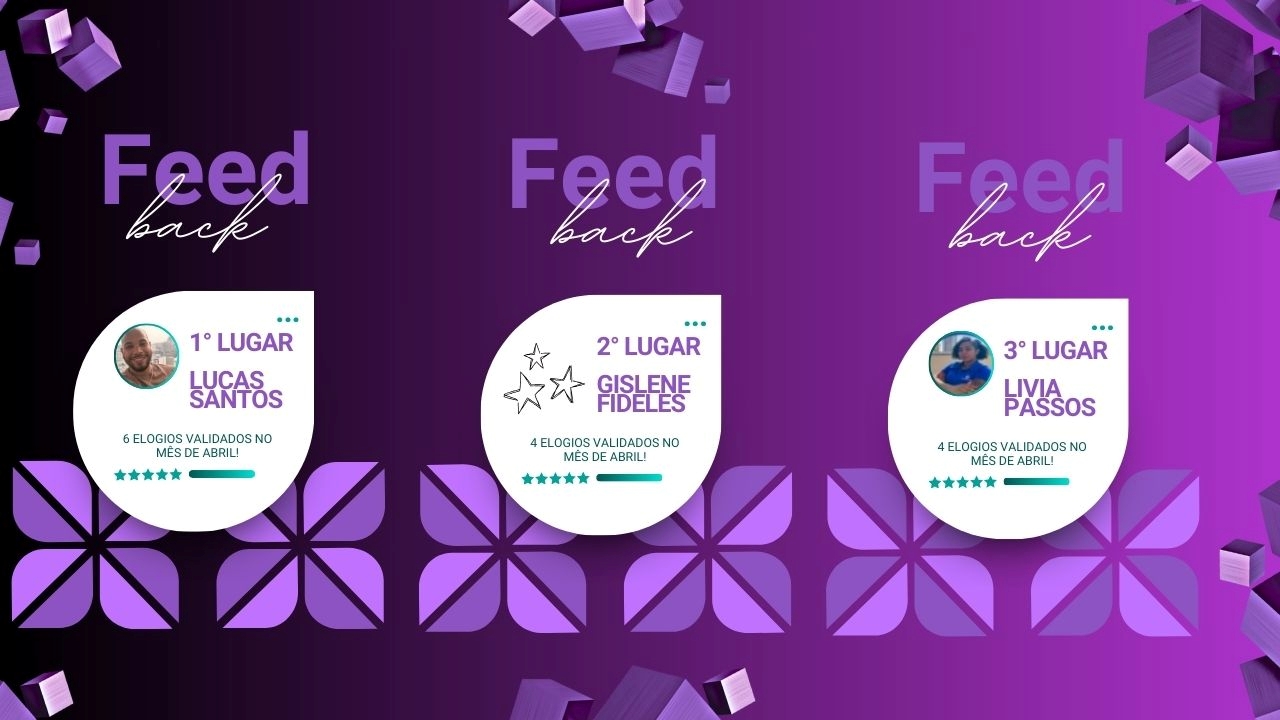 Feed
back
1° LUGAR
LUCAS
SANTOS
6 ELOGIOS VALIDADOS NO
MÊS DE ABRIL!
Feed
back
2° LUGAR
GISLENE
FIDELES
4 ELOGIOS VALIDADOS NO
MÊS DE ABRIL!
Feed
back
3° LUGAR
LIVIA
PASSOS
4 ELOGIOS VALIDADOS NO
MÊS DE ABRIL!